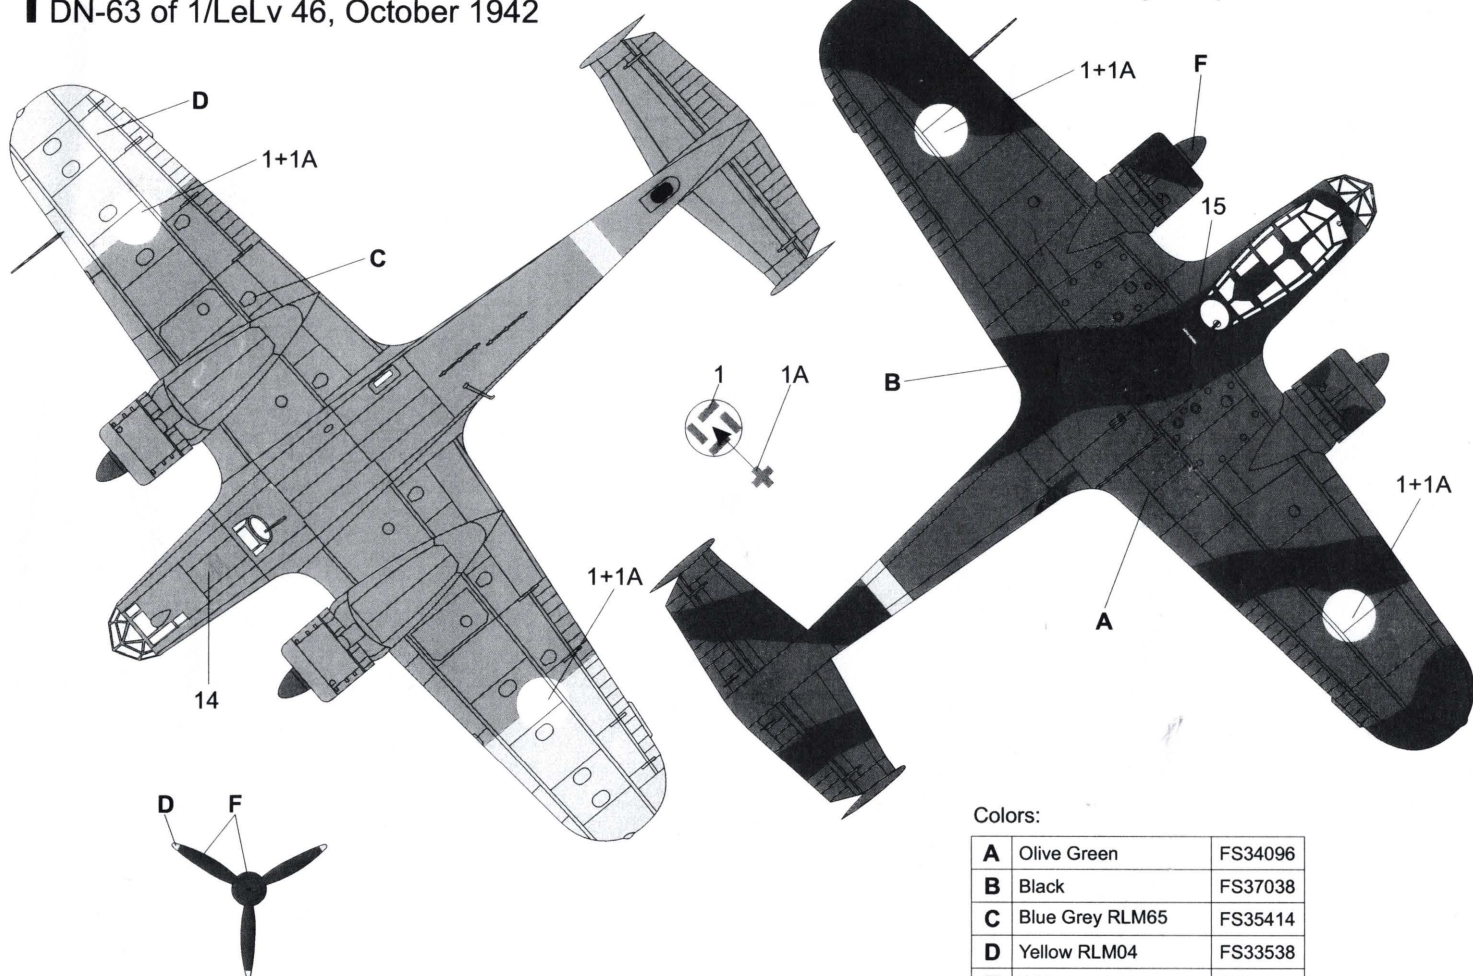 DN-63 of 1/LeLv 46, October 1942
D
1+1A
C
1+1A
F
15
1
1A
B
1+1A
1+1A
A
14
D F
Colors:
A Olive Green FS34096
B Black FS37038
C Blue Grey RLM65 FS35414
D Yellow RLM04 FS33538